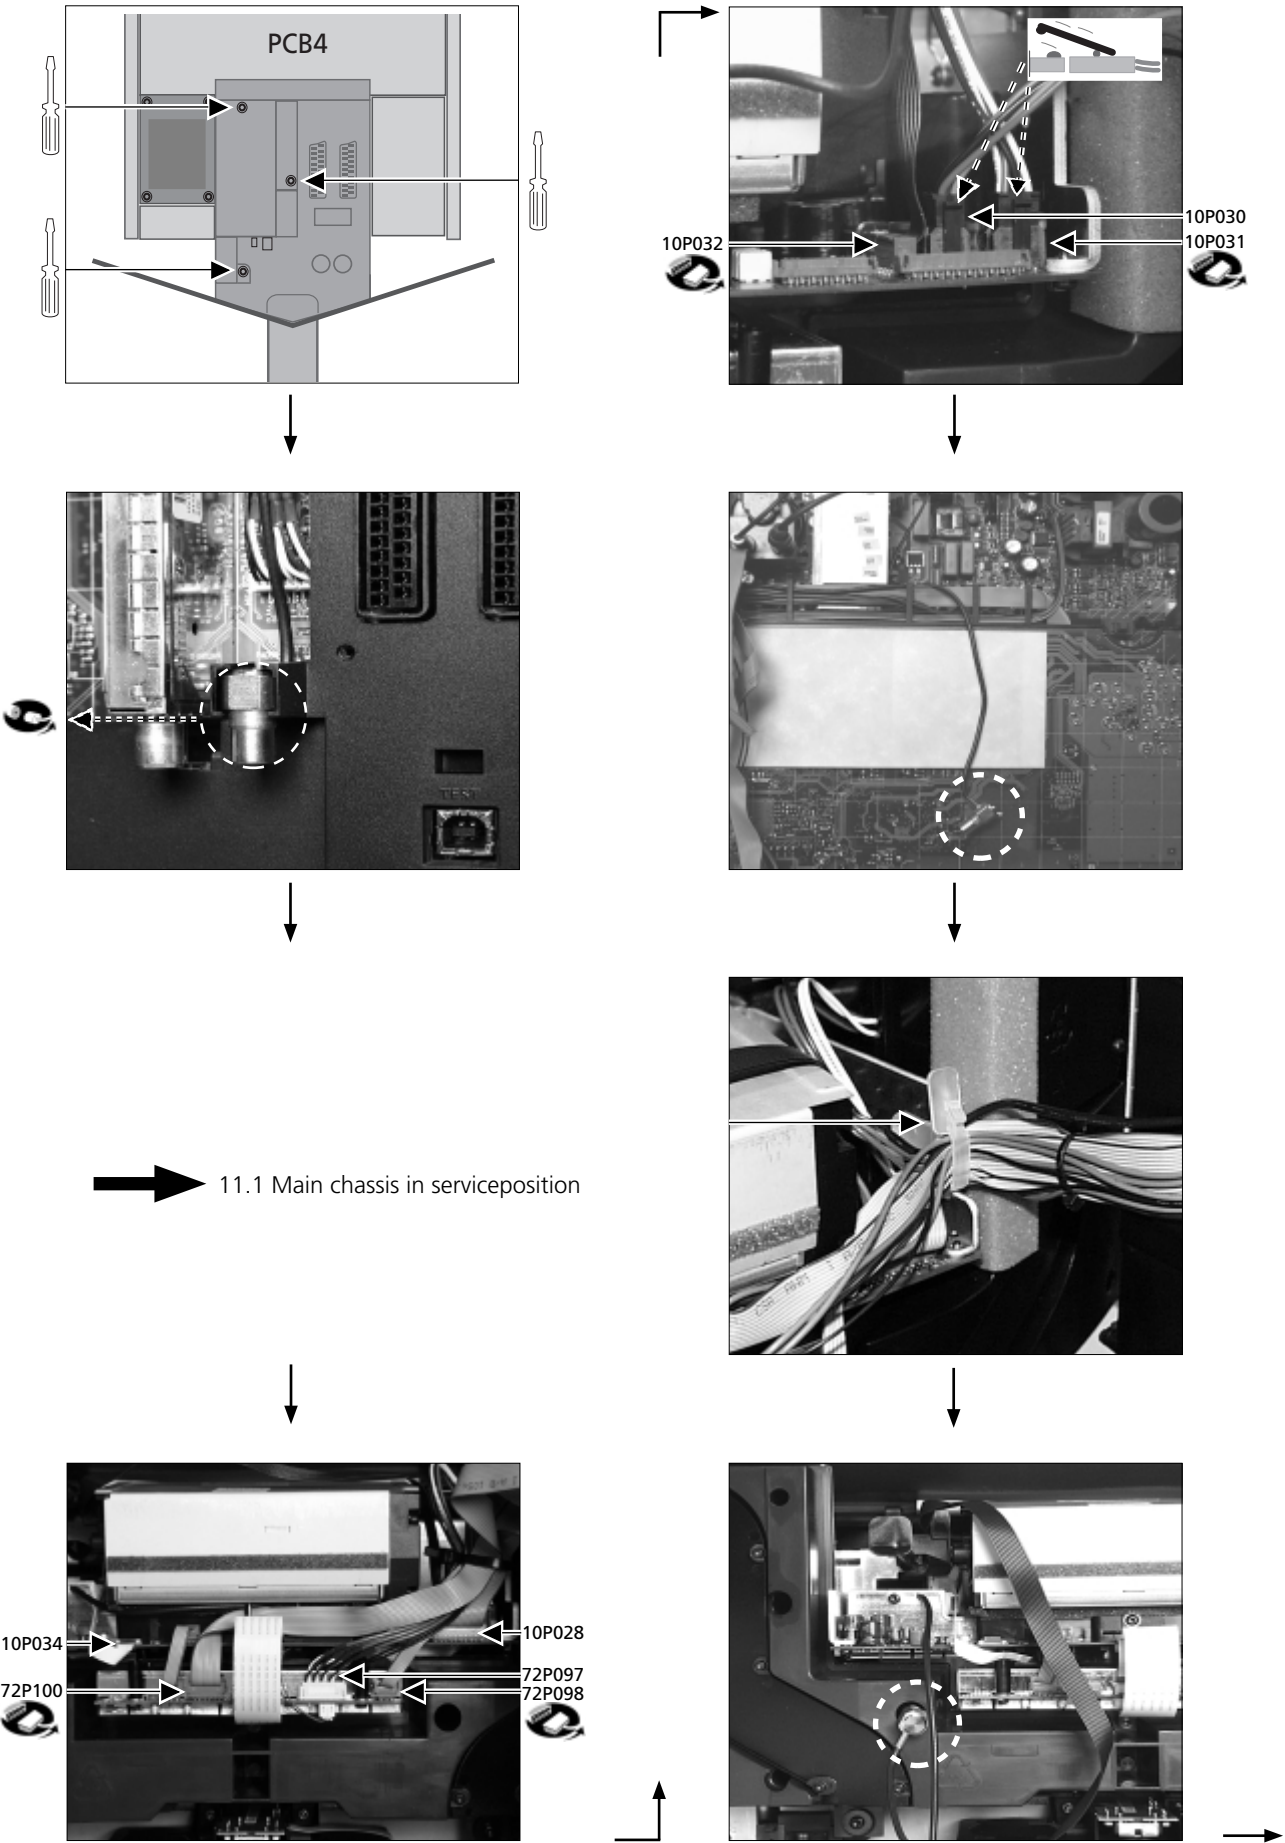 PCB4
TEST
11.1 Main chassis in serviceposition
10P034
72P100
10P028
72P097
72P098
10P032
10P030
10P031